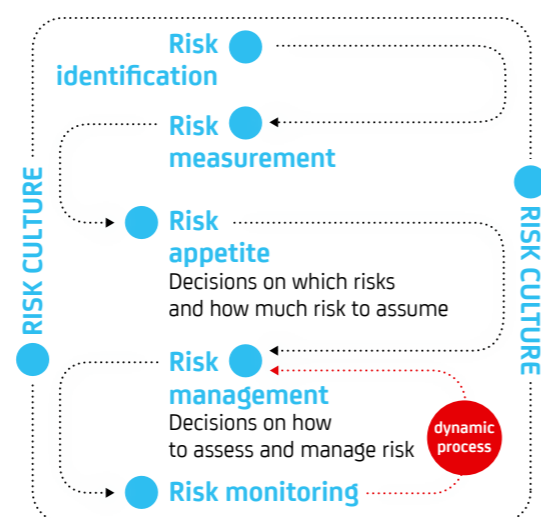 Risk
identification
Risk
measurement
RISK CULTURE
Risk
appetite
Decisions on which risks
and how much risk to assume
RISK CULTURE
Risk
management
Decisions on how
to assess and manage risk
dynamic
process
Risk monitoring